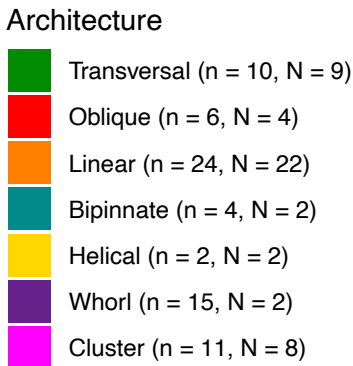 Architecture
Transversal (n = 10, N = 9)
Oblique (n = 6, N = 4)
Linear (n = 24, N = 22)
Bipinnate (n = 4, N = 2)
Helical (n = 2, N = 2)
Whorl (n = 15, N = 2)
Cluster (n = 11, N = 8)